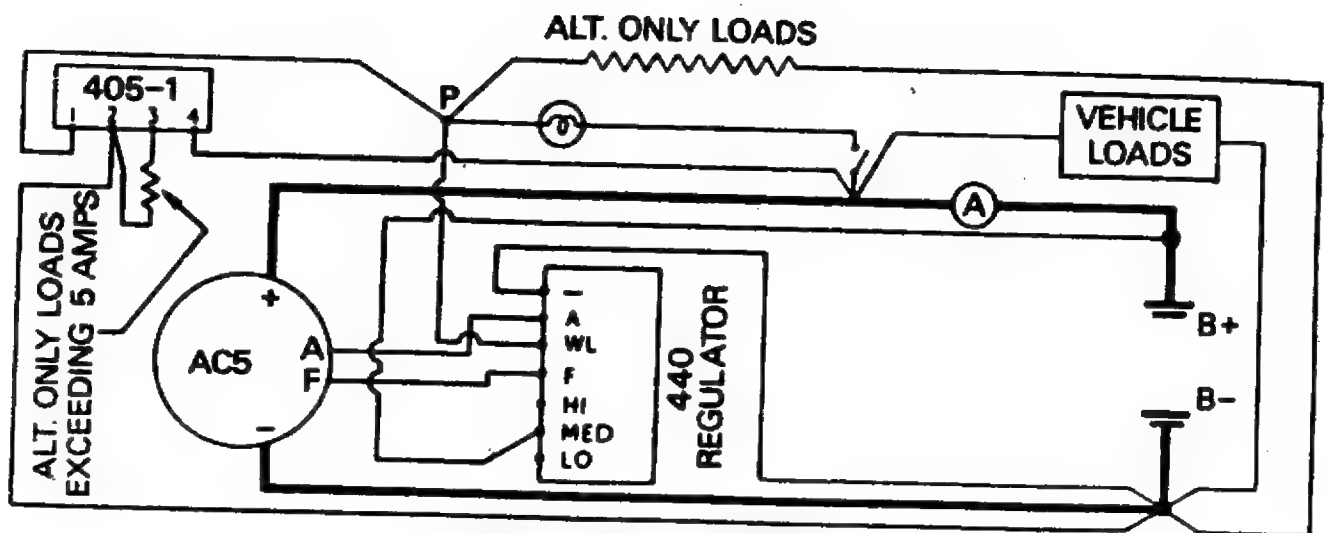 ALT. ONLY LOADS
405-1
1 2 3 4
P
VEHICLE
LOADS
A
ALT. ONLY LOADS
EXCEEDING 5 AMPS
+
AC5
A
F
−
−
A
WL
F
HI
MED
LO
440
REGULATOR
B+
B-